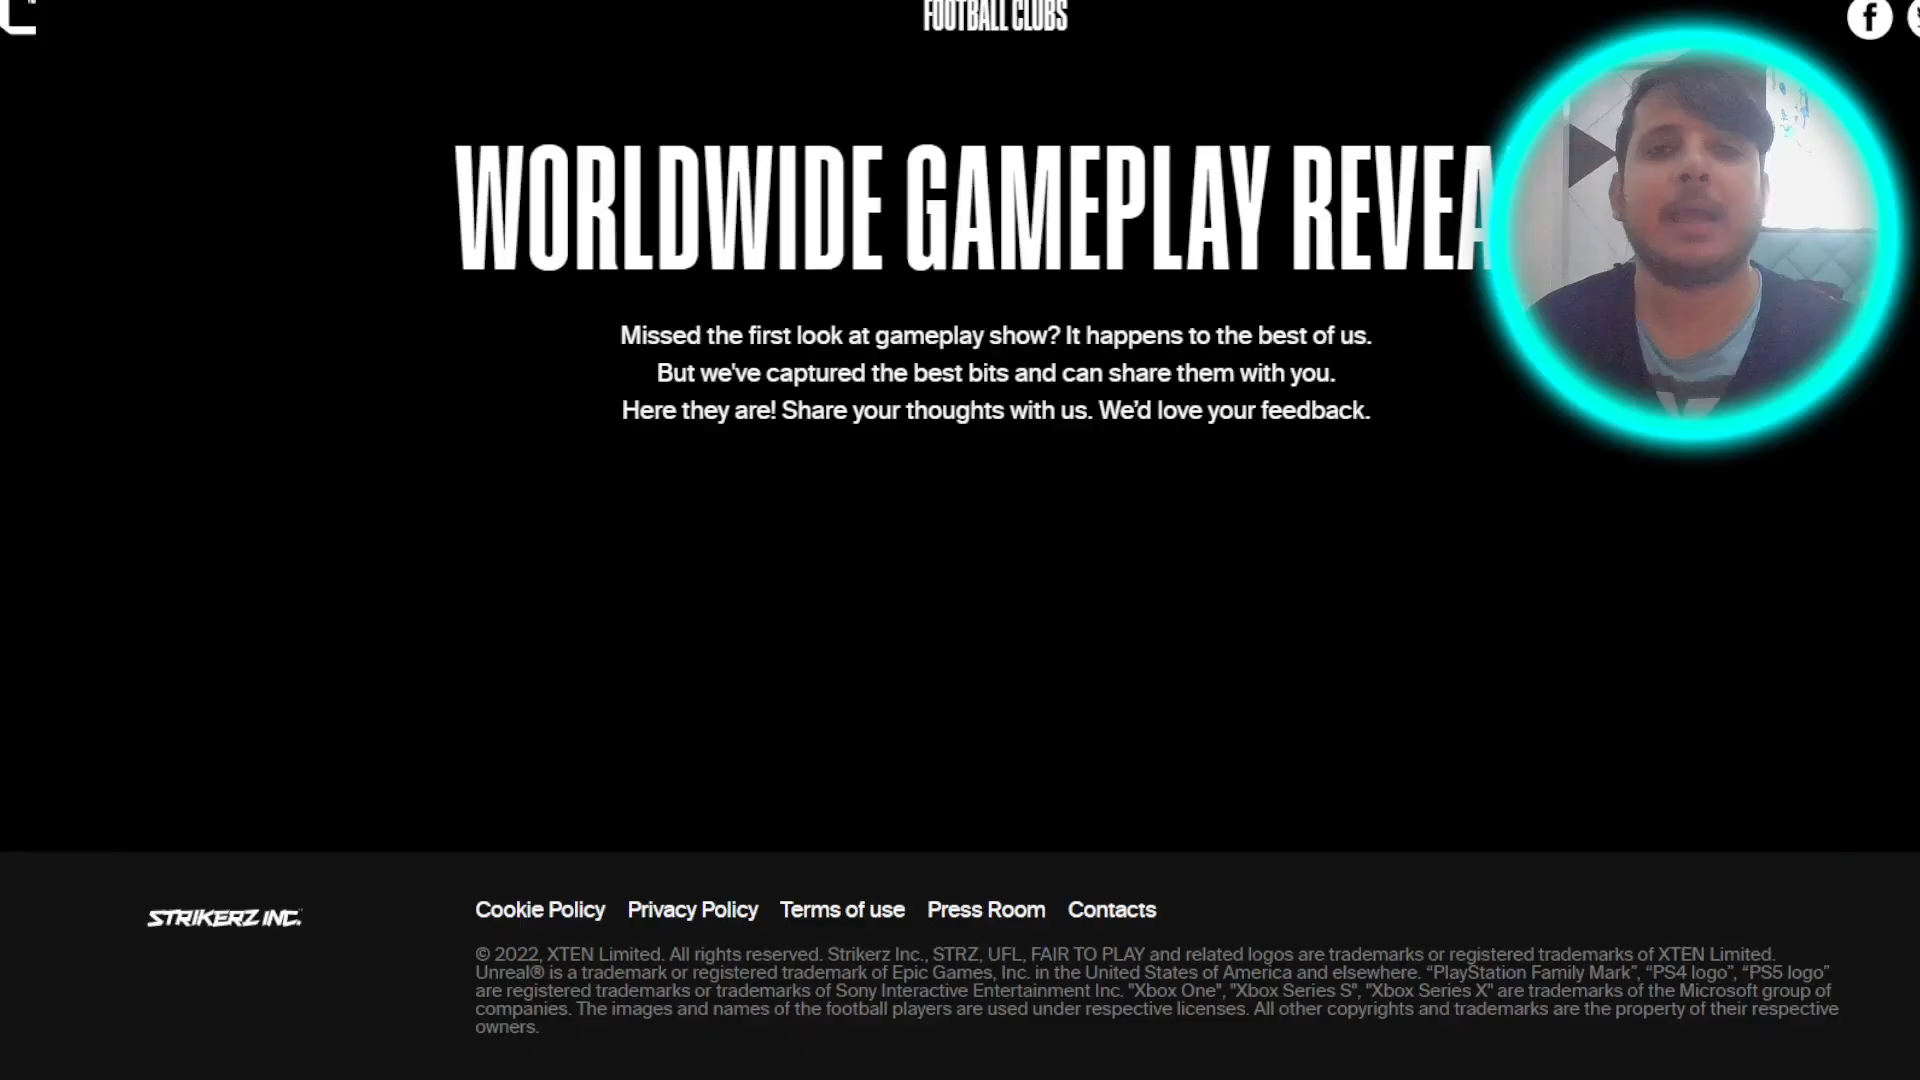 FOOTBALL CLUBS
WORLDWIDE GAMEPLAY REVEA
Missed the first look at gameplay show? It happens to the best of us.
But we've captured the best bits and can share them with you.
Here they are! Share your thoughts with us. We’d love your feedback.
STRIKERZ INC.
Cookie Policy Privacy Policy Terms of use Press Room Contacts
© 2022, XTEN Limited. All rights reserved. Strikerz Inc., STRZ, UFL, FAIR TO PLAY and related logos are trademarks or registered trademarks of XTEN Limited.
Unreal® is a trademark or registered trademark of Epic Games, Inc. in the United States of America and elsewhere. “PlayStation Family Mark”, “PS4 logo”, “PS5 logo”
are registered trademarks or trademarks of Sony Interactive Entertainment Inc. "Xbox One", "Xbox Series S", "Xbox Series X" are trademarks of the Microsoft group of
companies. The images and names of the football players are used under respective licenses. All other copyrights and trademarks are the property of their respective
owners.